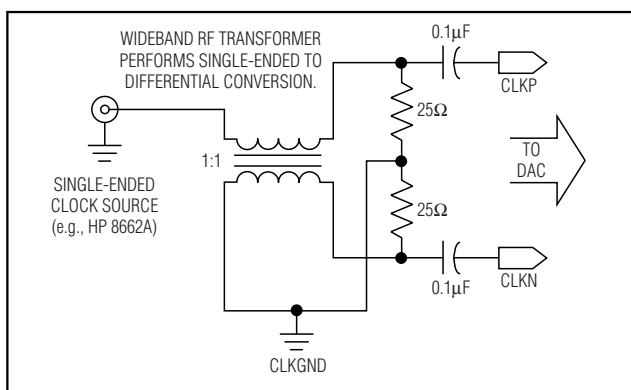 WIDEBAND RF TRANSFORMER
PERFORMS SINGLE-ENDED TO
DIFFERENTIAL CONVERSION.
0.1µF
CLKP
25Ω
1:1
TO
DAC
SINGLE-ENDED
CLOCK SOURCE
(e.g., HP 8662A)
25Ω
0.1µF
CLKN
CLKGND